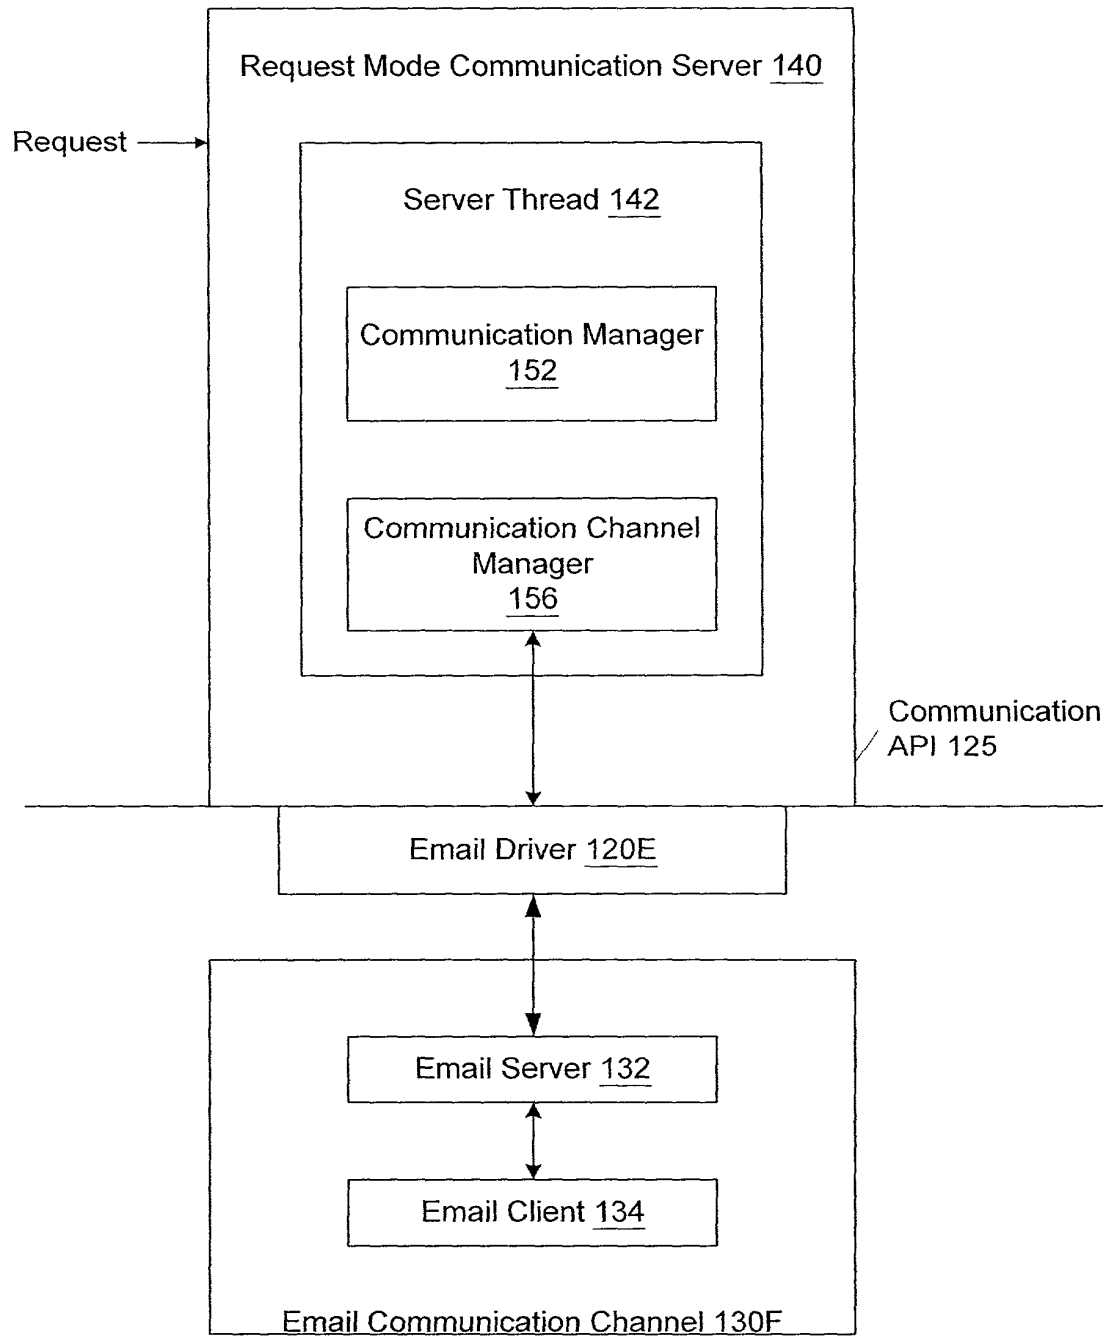 Request Mode Communication Server 140
Request
Server Thread 142
Communication Manager
152
Communication Channel
Manager
156
Communication
API 125
Email Driver 120E
Email Server 132
Email Client 134
Email Communication Channel 130F